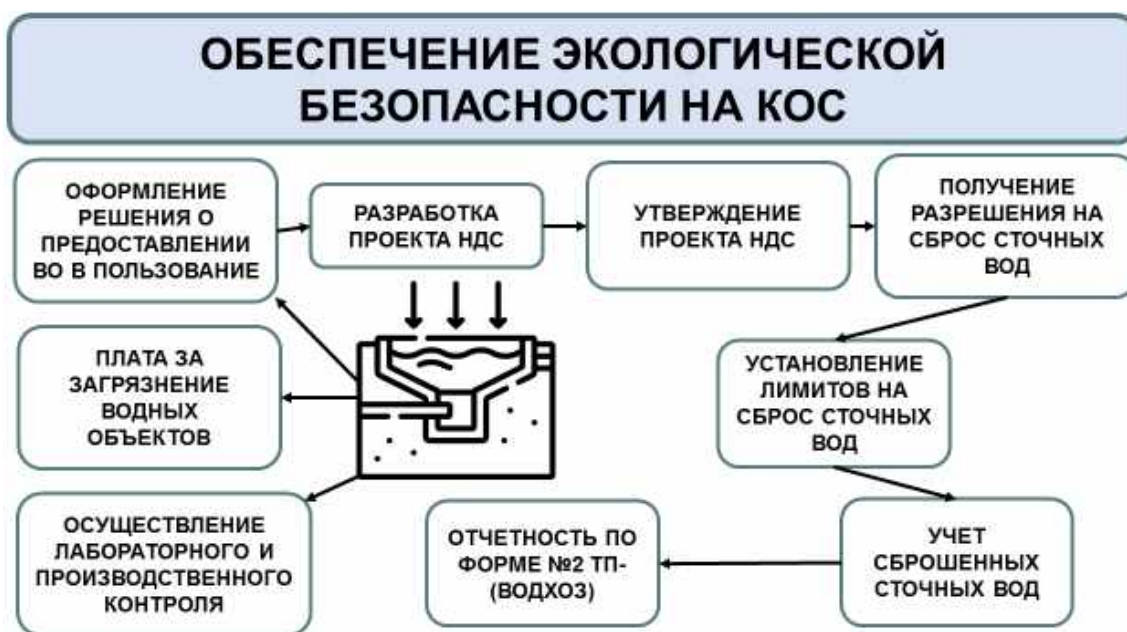 ОБЕСПЕЧЕНИЕ ЭКОЛОГИЧЕСКОЙ
БЕЗОПАСНОСТИ НА КОС
ОФОРМЛЕНИЕ
РЕШЕНИЯ О
ПРЕДОСТАВЛЕНИИ
ВО В ПОЛЬЗОВАНИЕ
РАЗРАБОТКА
ПРОЕКТА НДС
УТВЕРЖДЕНИЕ
ПРОЕКТА НДС
ПОЛУЧЕНИЕ
РАЗРЕШЕНИЯ НА
СБРОС СТОЧНЫХ
ВОД
ПЛАТА ЗА
ЗАГРЯЗНЕНИЕ
ВОДНЫХ
ОБЪЕКТОВ
УСТАНОВЛЕНИЕ
ЛИМИТОВ НА
СБРОС СТОЧНЫХ
ВОД
ОСУЩЕСТВЛЕНИЕ
ЛАБОРАТОРНОГО И
ПРОИЗВОДСТВЕННОГО
КОНТРОЛЯ
ОТЧЕТНОСТЬ ПО
ФОРМЕ №2 ТП-
(ВОДХОЗ)
УЧЕТ
СБРОШЕННЫХ
СТОЧНЫХ ВОД